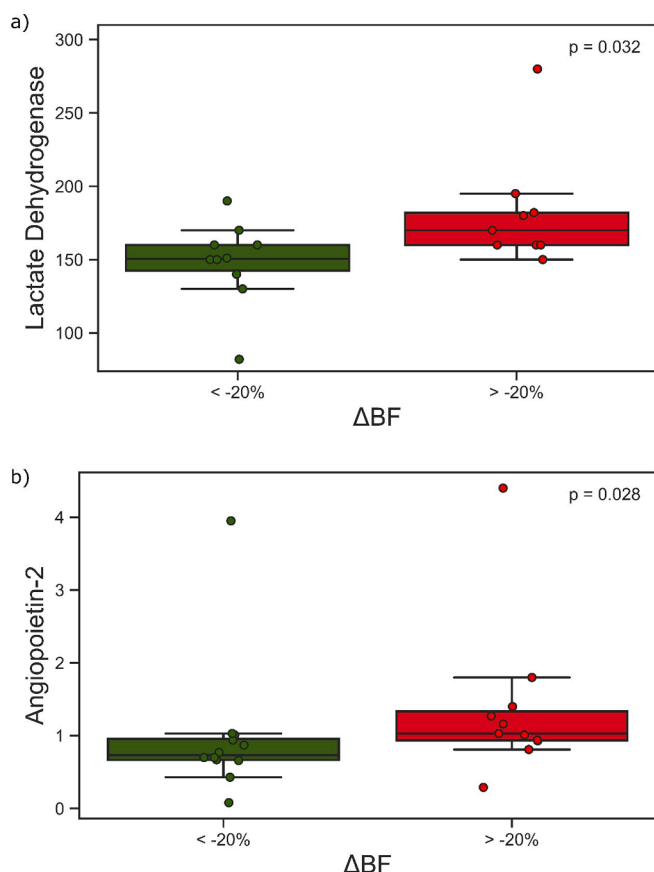 a)
p = 0.032
Lactate Dehydrogenase
300
250
200
150
100
< -20%
> -20%
ΔBF
b)
p = 0.028
Angiopoietin-2
4
3
2
1
0
< -20%
> -20%
ΔBF